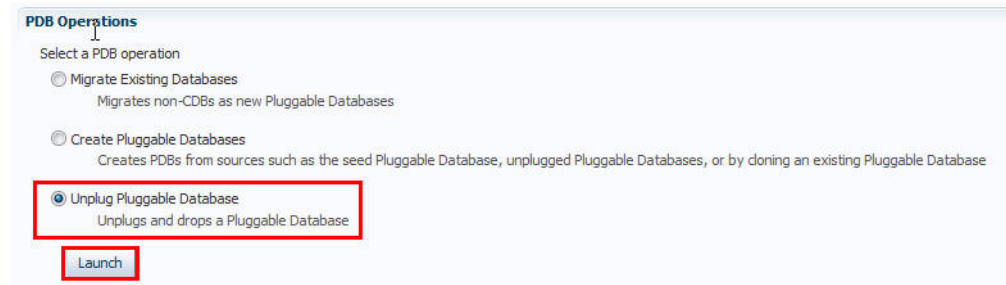 PDB Operations
Select a PDB operation
Migrate Existing Databases
Migrates non-CDBs as new Pluggable Databases
Create Pluggable Databases
Creates PDBs from sources such as the seed Pluggable Database, unplugged Pluggable Databases, or by cloning an existing Pluggable Database
Unplug Pluggable Database
Unplugs and drops a Pluggable Database
Launch